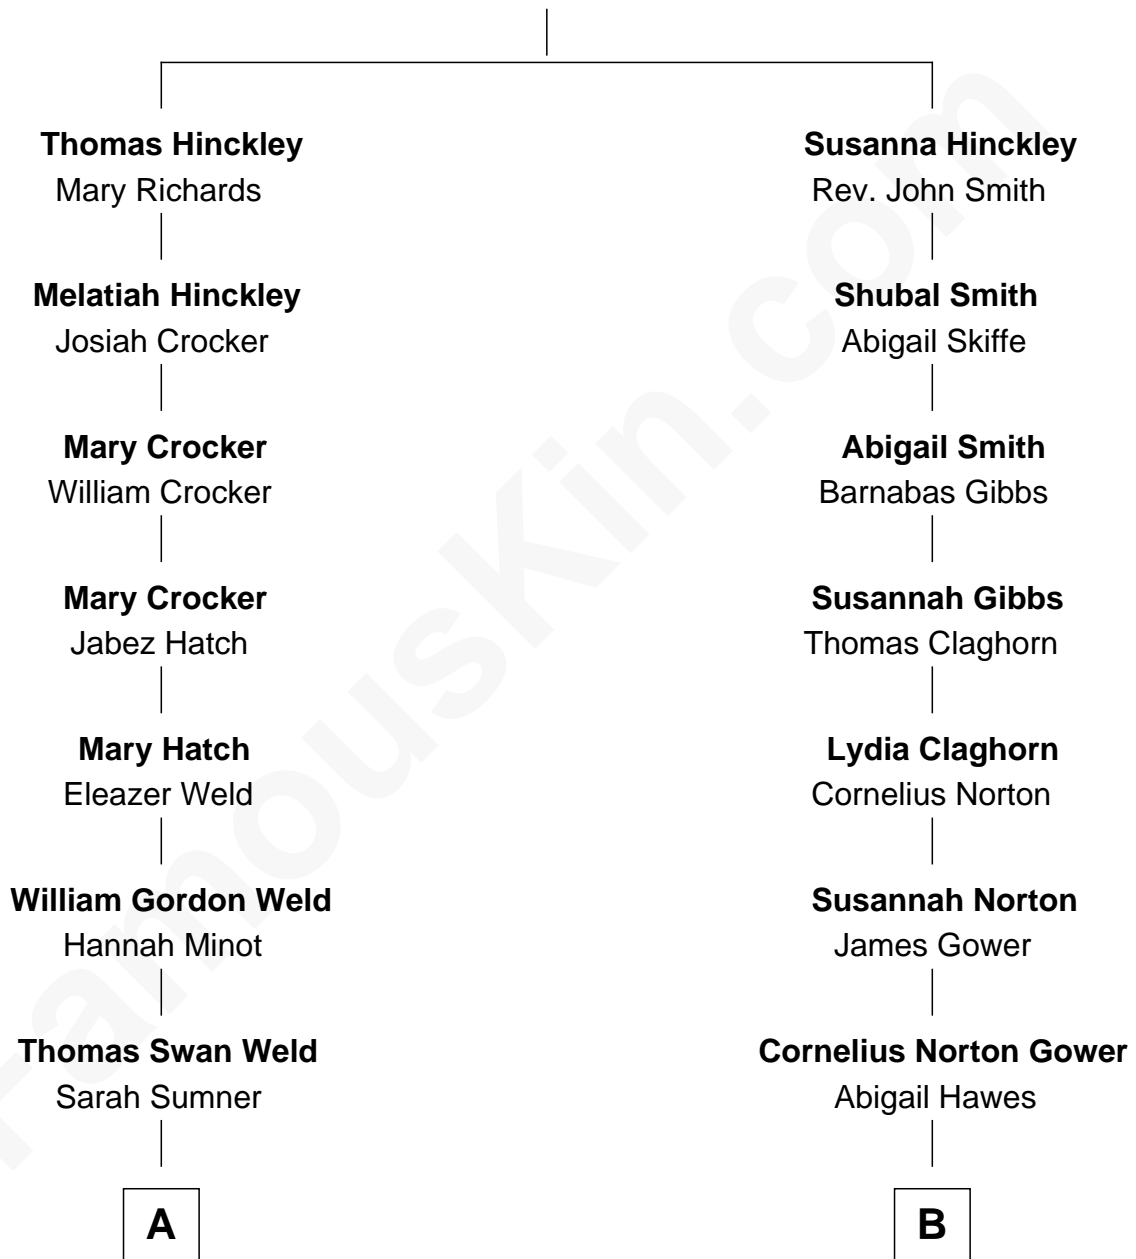 Thomas Hinckley
Mary Richards
Melatiah Hinckley
Josiah Crocker
Mary Crocker
William Crocker
Mary Crocker
Jabez Hatch
Mary Hatch
Eleazer Weld
William Gordon Weld
Hannah Minot
Thomas Swan Weld
Sarah Sumner
A
Susanna Hinckley
Rev. John Smith
Shubal Smith
Abigail Skiffe
Abigail Smith
Barnabas Gibbs
Susannah Gibbs
Thomas Claghorn
Lydia Claghorn
Cornelius Norton
Susannah Norton
James Gower
Cornelius Norton Gower
Abigail Hawes
B
FamousKin.com